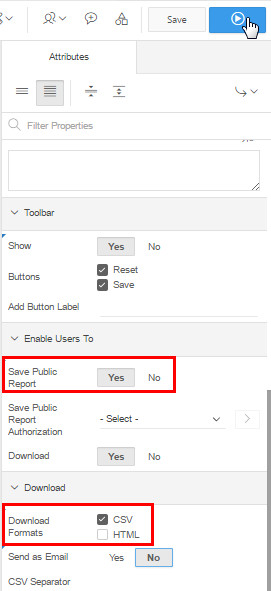 Save
Attributes
Filter Properties
Toolbar
Show Yes No
Buttons Reset
Save
Add Button Label
Enable Users To
Save Public
Report Yes No
Save Public
Report
Authorization - Select -
Download Yes No
Download
Download
Formats CSV
HTML
Send as Email Yes No
CSV Separator